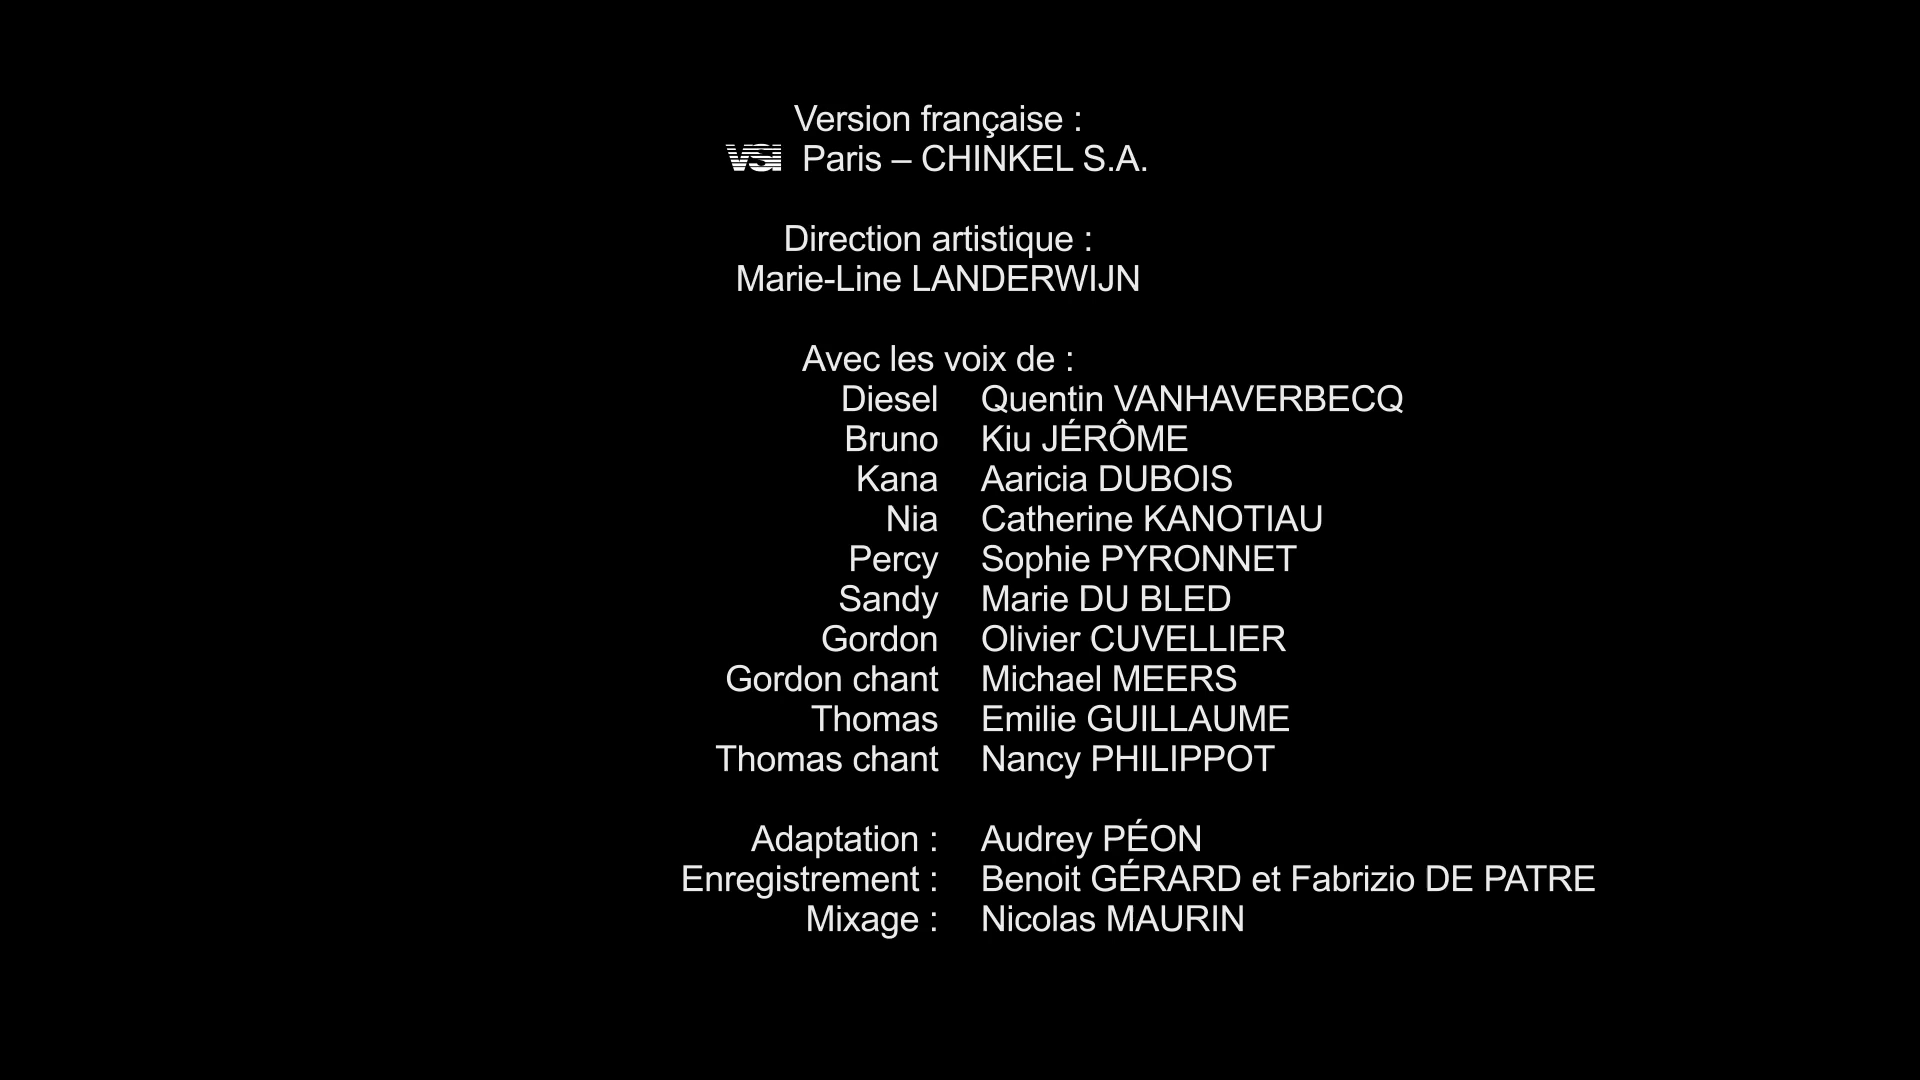 Version française :
VSI Paris – CHINKEL S.A.
Direction artistique :
Marie-Line LANDERWIJN
Avec les voix de :
Diesel Quentin VANHAVERBECQ
Bruno Kiu JÉRÔME
Kana Aaricia DUBOIS
Nia Catherine KANOTIAU
Percy Sophie PYRONNET
Sandy Marie DU BLED
Gordon Olivier CUVELLIER
Gordon chant Michael MEERS
Thomas Emilie GUILLAUME
Thomas chant Nancy PHILIPPOT
Adaptation : Audrey PÉON
Enregistrement : Benoit GÉRARD et Fabrizio DE PATRE
Mixage : Nicolas MAURIN